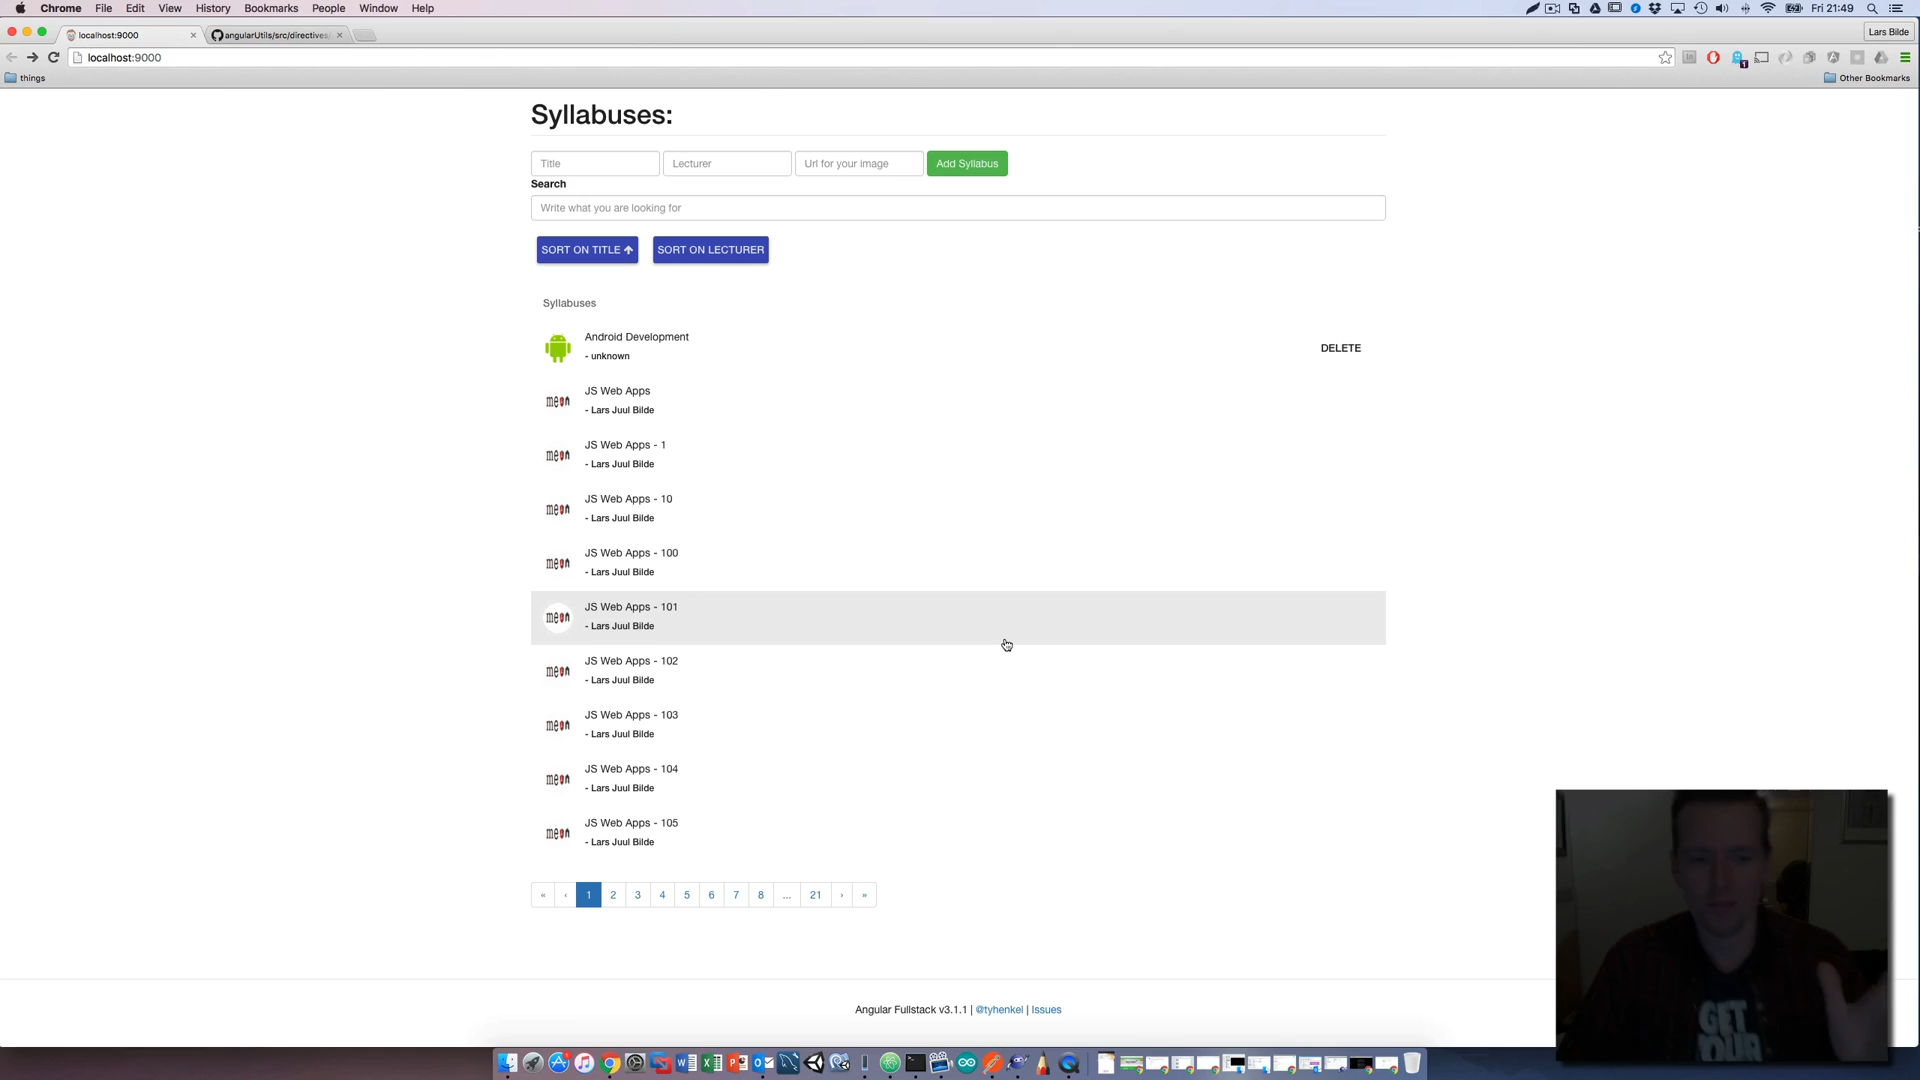 Chrome File Edit View History Bookmarks People Window Help Fri 21:49
localhost:9000 angularUtils/src/directives/ Lars Bilde
localhost:9000
things Other Bookmarks
Syllabuses:
Title Lecturer Url for your image Add Syllabus
Search
Write what you are looking for
SORT ON TITLE SORT ON LECTURER
Syllabuses
Android Development
- unknown
DELETE
JS Web Apps
- Lars Juul Bilde
JS Web Apps - 1
- Lars Juul Bilde
JS Web Apps - 10
- Lars Juul Bilde
JS Web Apps - 100
- Lars Juul Bilde
JS Web Apps - 101
- Lars Juul Bilde
JS Web Apps - 102
- Lars Juul Bilde
JS Web Apps - 103
- Lars Juul Bilde
JS Web Apps - 104
- Lars Juul Bilde
JS Web Apps - 105
- Lars Juul Bilde
« ‹ 1 2 3 4 5 6 7 8 ... 21 › »
Angular Fullstack v3.1.1 | @tyhenkel | Issues
GET